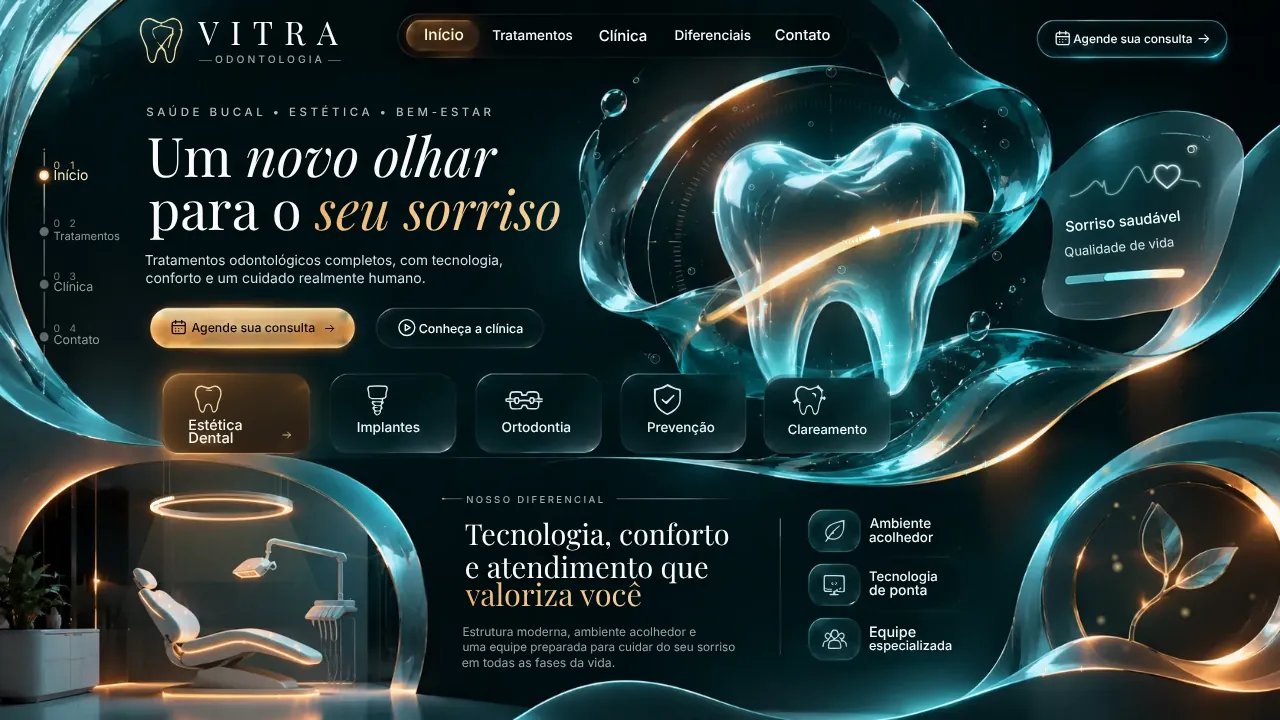 VITRA
ODONTOLOGIA
Início
Tratamentos
Clínica
Diferenciais
Contato
Agende sua consulta
SAÚDE BUCAL • ESTÉTICA • BEM-ESTAR
Um novo olhar
para o seu sorriso
Tratamentos odontológicos completos, com tecnologia,
conforto e um cuidado realmente humano.
Agende sua consulta
Conheça a clínica
01
Início
02
Tratamentos
03
Clínica
04
Contato
Sorriso saudável
Qualidade de vida
Estética
Dental
Implantes
Ortodontia
Prevenção
Clareamento
NOSSO DIFERENCIAL
Tecnologia, conforto
e atendimento que
valoriza você
Estrutura moderna, ambiente acolhedor e
uma equipe preparada para cuidar do seu sorriso
em todas as fases da vida.
Ambiente
acolhedor
Tecnologia
de ponta
Equipe
especializada